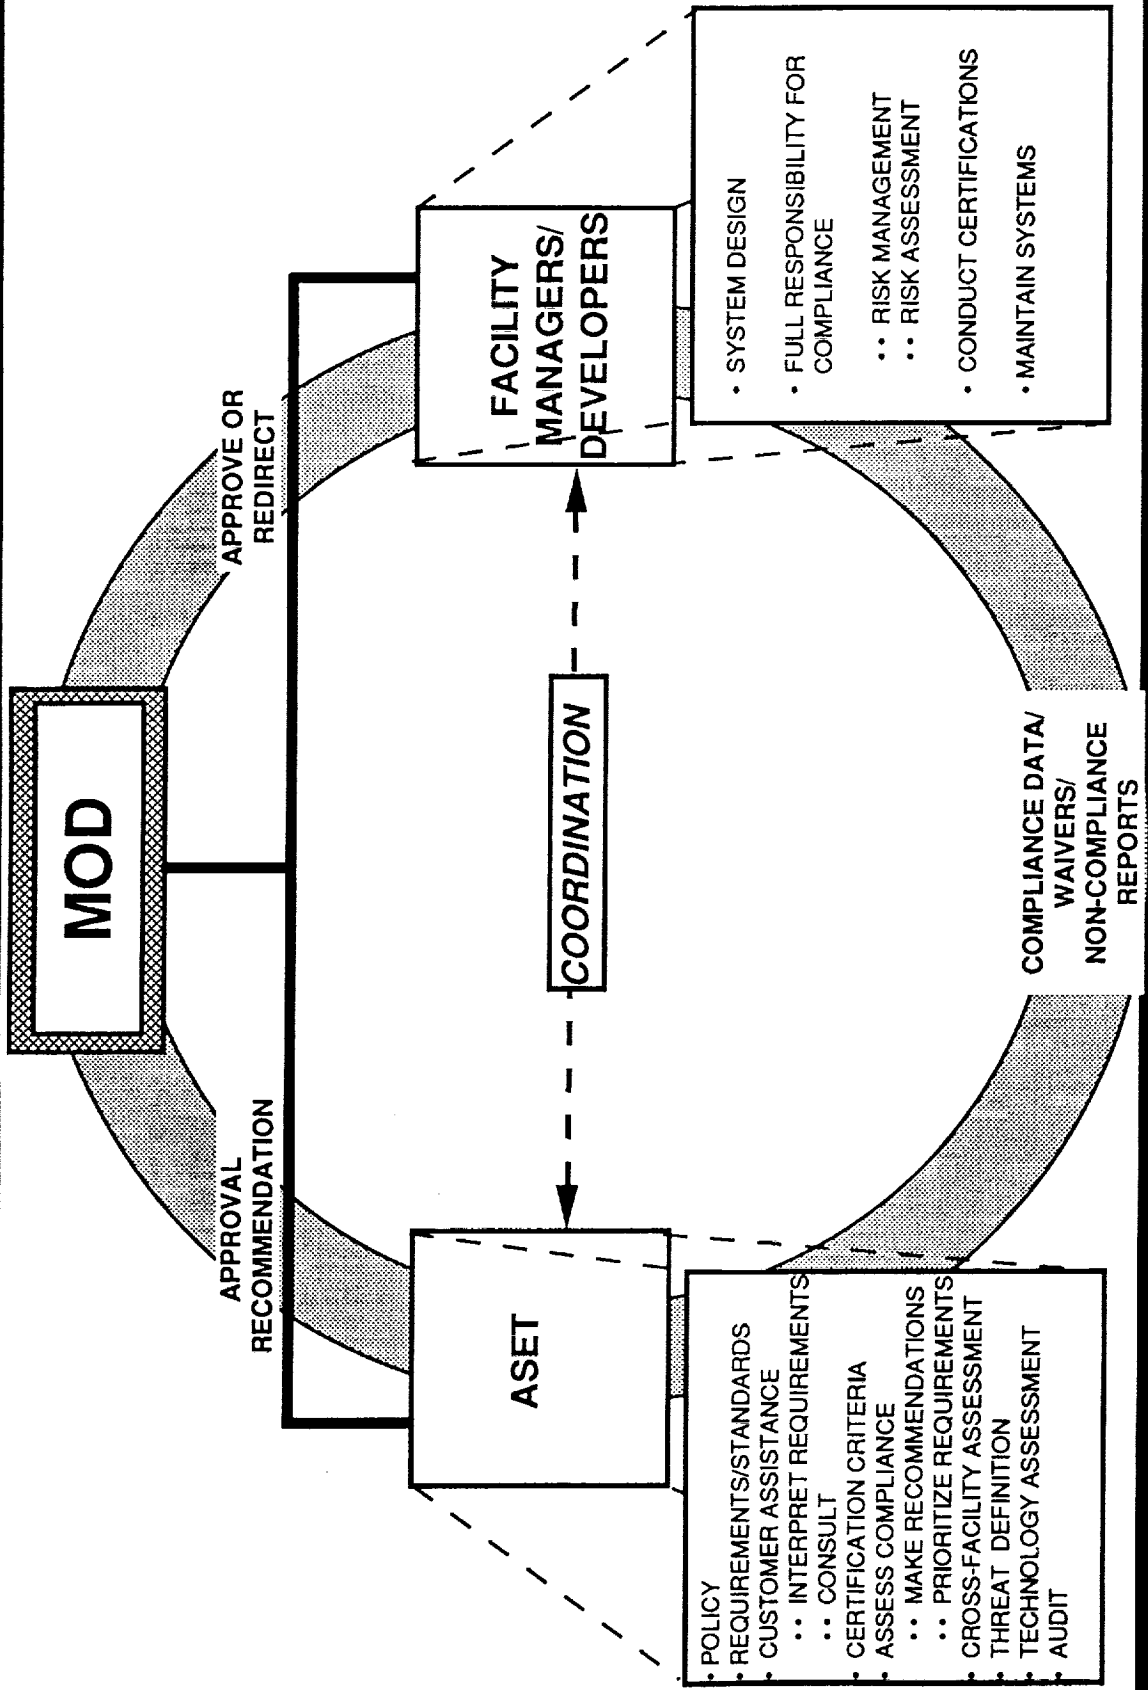 MOD
APPROVAL
RECOMMENDATION
APPROVE OR
REDIRECT
ASET
COORDINATION
FACILITY
MANAGERS/
DEVELOPERS
• POLICY
• REQUIREMENTS/STANDARDS
• CUSTOMER ASSISTANCE
•• INTERPRET REQUIREMENTS
•• CONSULT
• CERTIFICATION CRITERIA
• ASSESS COMPLIANCE
•• MAKE RECOMMENDATIONS
•• PRIORITIZE REQUIREMENTS
• CROSS-FACILITY ASSESSMENT
• THREAT DEFINITION
• TECHNOLOGY ASSESSMENT
• AUDIT
• SYSTEM DESIGN
• FULL RESPONSIBILITY FOR
COMPLIANCE
•• RISK MANAGEMENT
•• RISK ASSESSMENT
• CONDUCT CERTIFICATIONS
• MAINTAIN SYSTEMS
COMPLIANCE DATA/
WAIVERS/
NON-COMPLIANCE
REPORTS